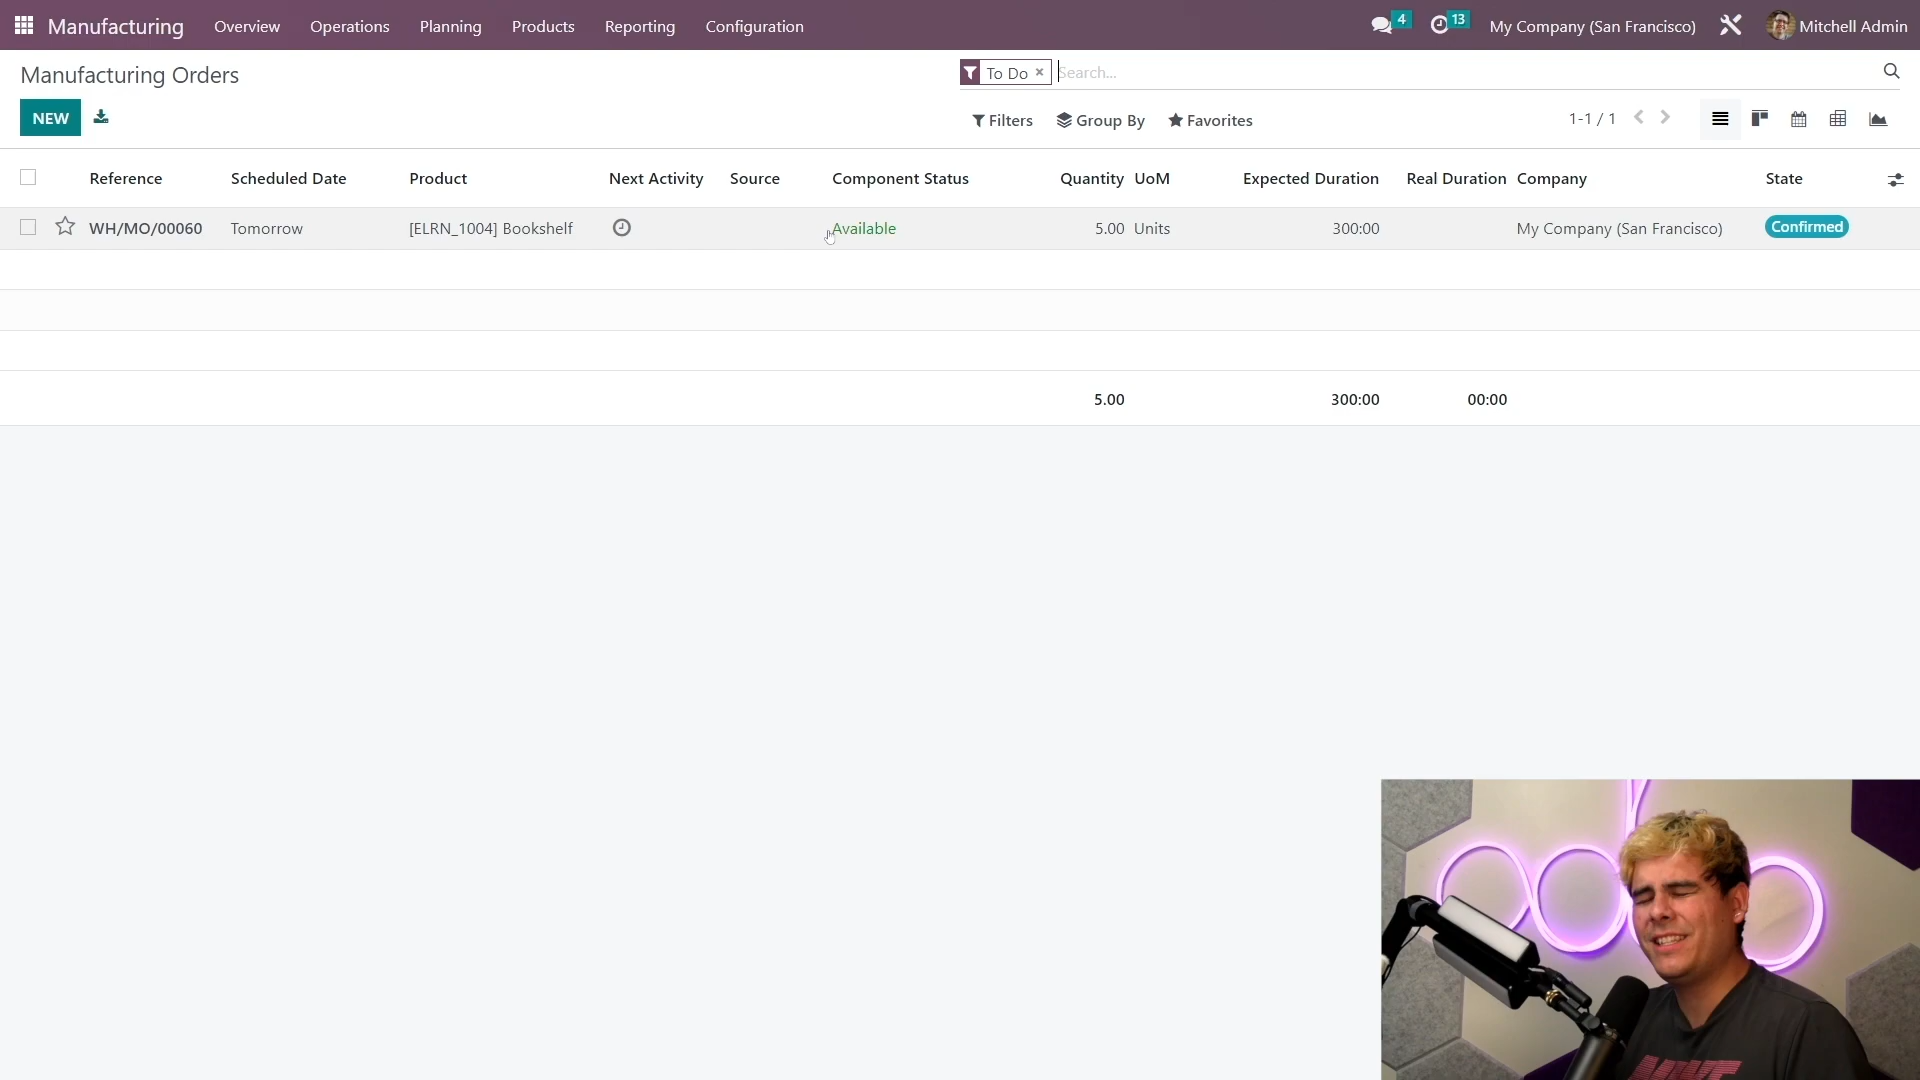 Manufacturing Overview Operations Planning Products Reporting Configuration 4 13 My Company (San Francisco) Mitchell Admin
Manufacturing Orders
To Do × Search...
NEW
Filters Group By Favorites 1-1 / 1
Reference Scheduled Date Product Next Activity Source Component Status Quantity UoM Expected Duration Real Duration Company State
WH/MO/00060 Tomorrow [ELRN_1004] Bookshelf Available 5.00 Units 300:00 My Company (San Francisco) Confirmed
5.00 300:00 00:00
odoo